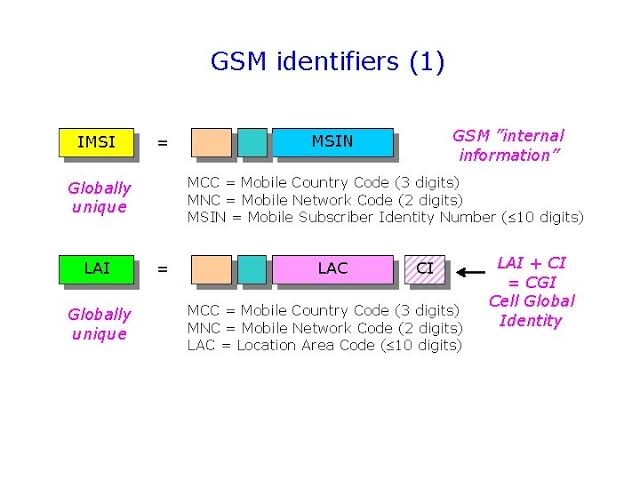 GSM identifiers (1)
IMSI = MSIN
GSM ”internal
information”
Globally
unique
MCC = Mobile Country Code (3 digits)
MNC = Mobile Network Code (2 digits)
MSIN = Mobile Subscriber Identity Number (≤10 digits)
LAI = LAC CI
LAI + CI
= CGI
Cell Global
Identity
Globally
unique
MCC = Mobile Country Code (3 digits)
MNC = Mobile Network Code (2 digits)
LAC = Location Area Code (≤10 digits)